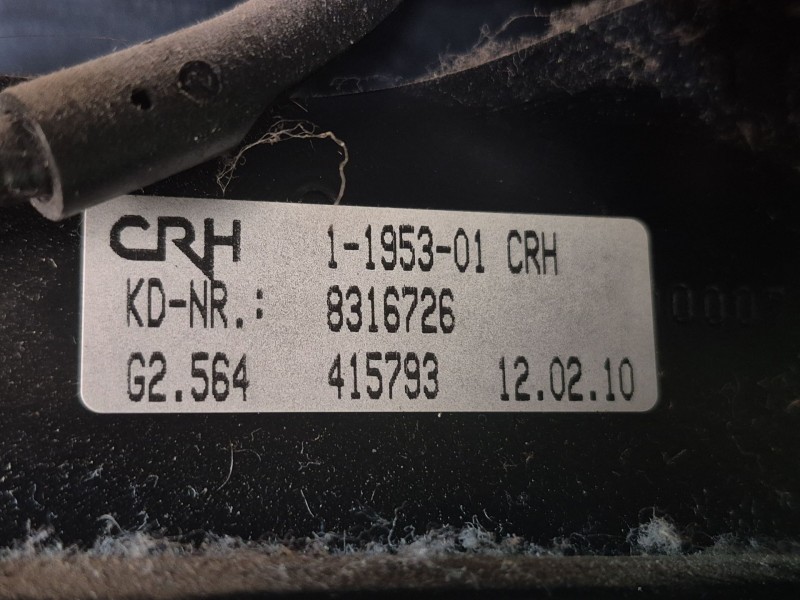 CRH 1-1953-01 CRH
KD-NR.: 8316726
G2.564 415793 12.02.10